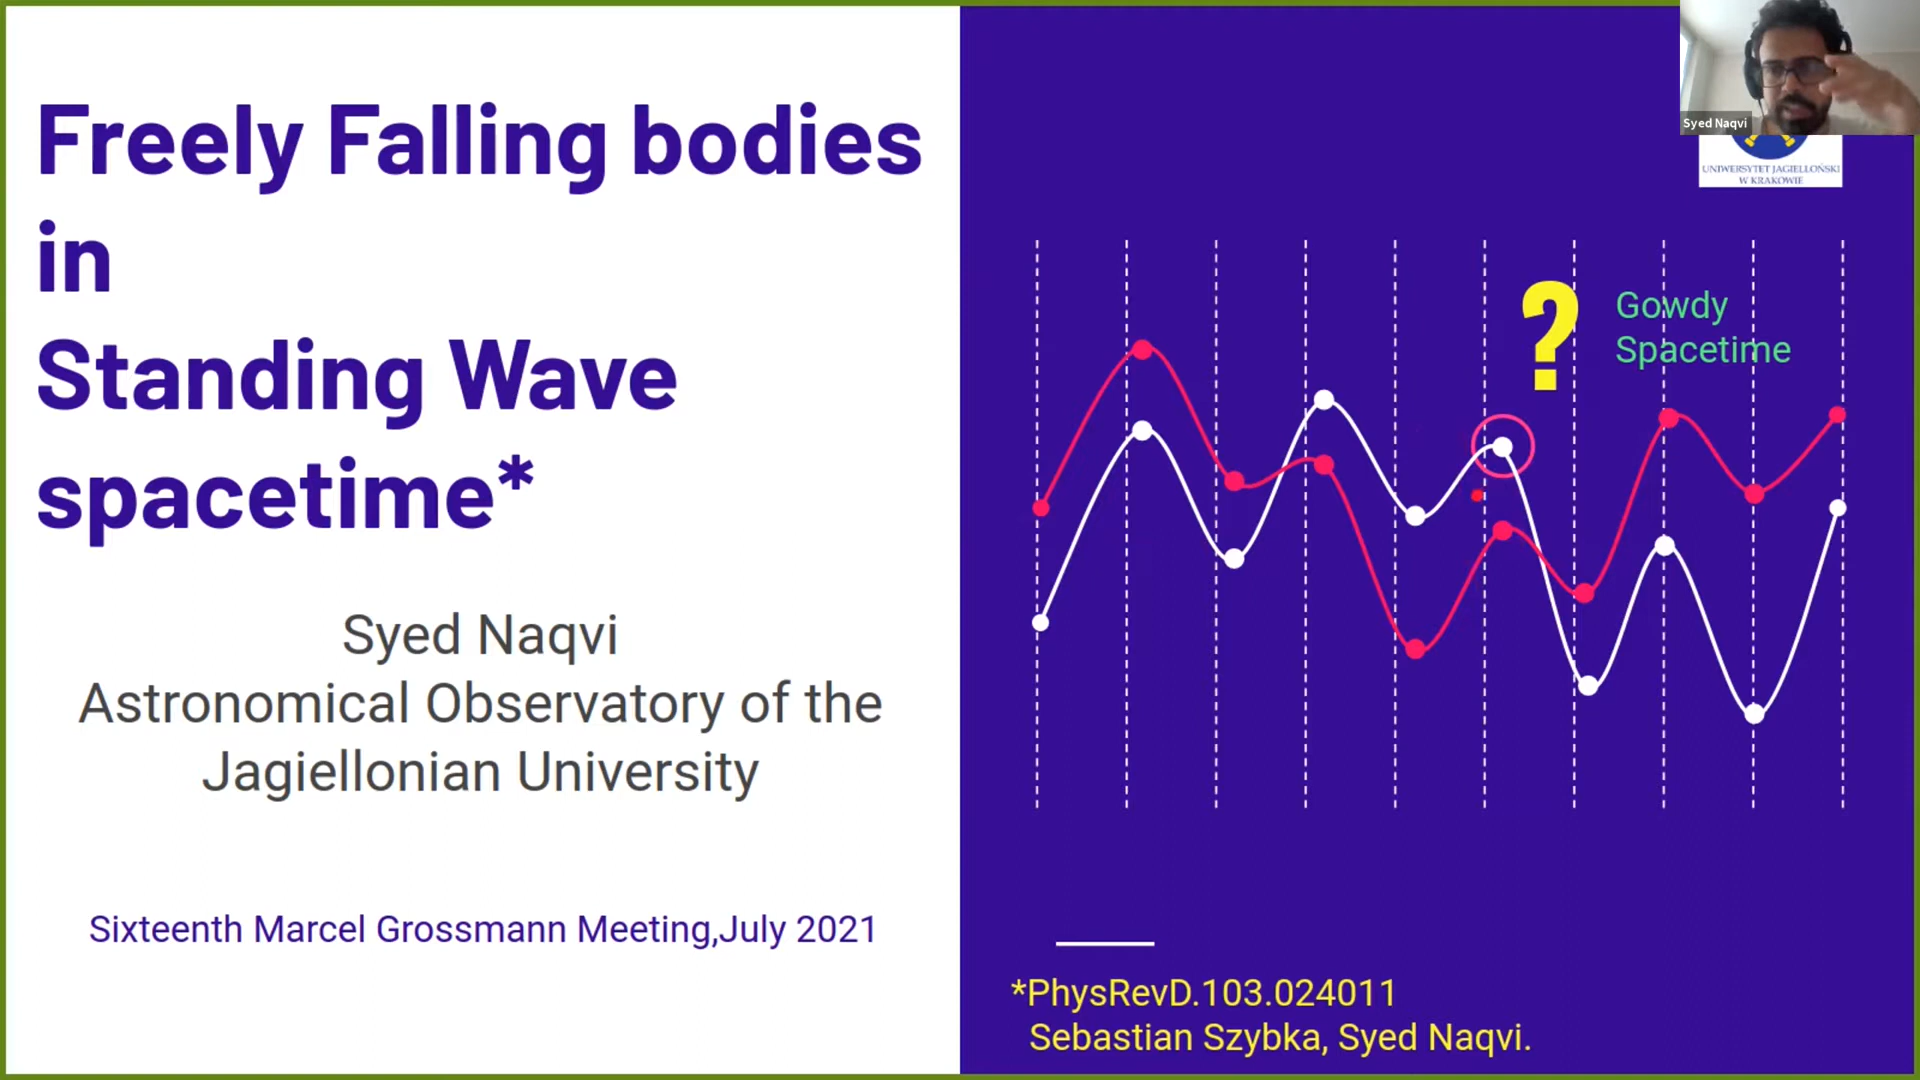 Freely Falling bodies
in
Standing Wave
spacetime*
Syed Naqvi
Astronomical Observatory of the
Jagiellonian University
Sixteenth Marcel Grossmann Meeting,July 2021
Syed Naqvi
UNIWERSYTET JAGIELLOŃSKI
W KRAKOWIE
?
Gowdy
Spacetime
*PhysRevD.103.024011
Sebastian Szybka, Syed Naqvi.